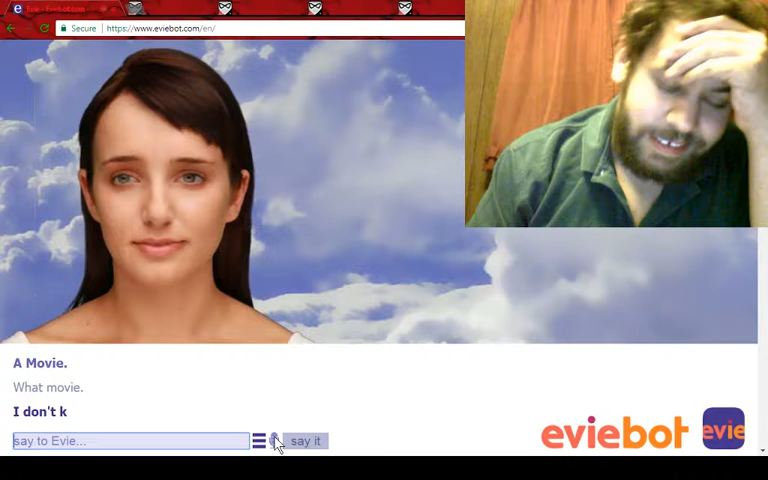 Secure
https://www.eviebot.com/en/
A Movie.
What movie.
I don't k
say to Evie...
say it
eviebot
evie